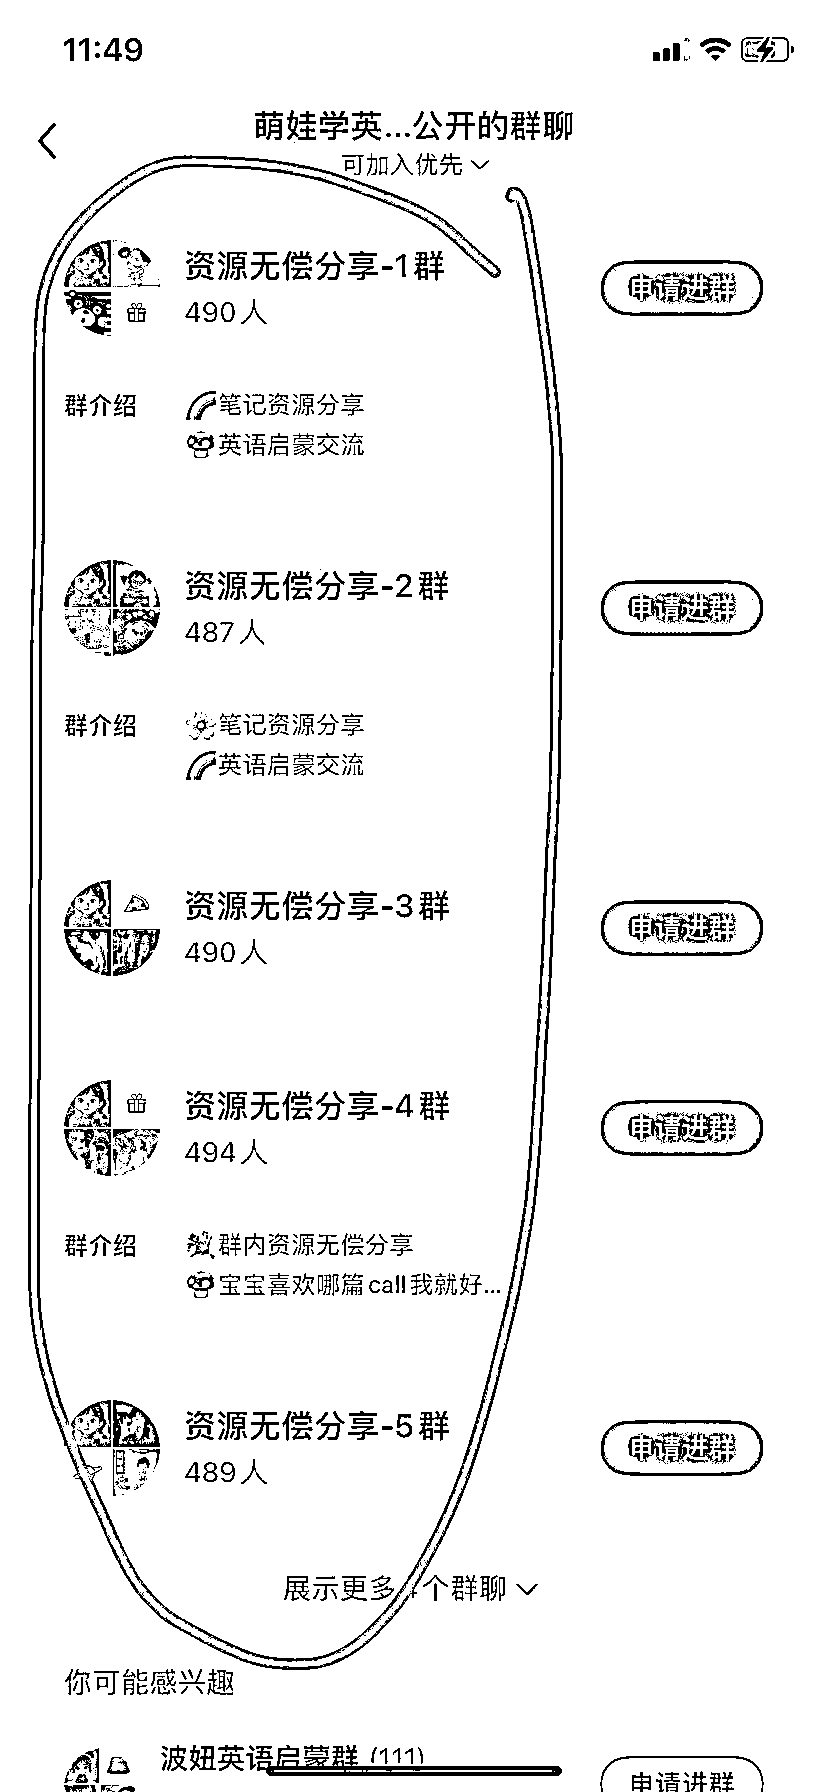 11:49
萌娃学英...公开的群聊
可加入优先
资源无偿分享-1群
490人
申请进群
群介绍
笔记资源分享
英语启蒙交流
资源无偿分享-2群
487人
申请进群
群介绍
笔记资源分享
英语启蒙交流
资源无偿分享-3群
490人
申请进群
资源无偿分享-4群
494人
申请进群
群介绍
群内资源无偿分享
宝宝喜欢哪篇call我就好...
资源无偿分享-5群
489人
申请进群
展示更多 个群聊
你可能感兴趣
波妞英语启蒙群 (111)
申请进群